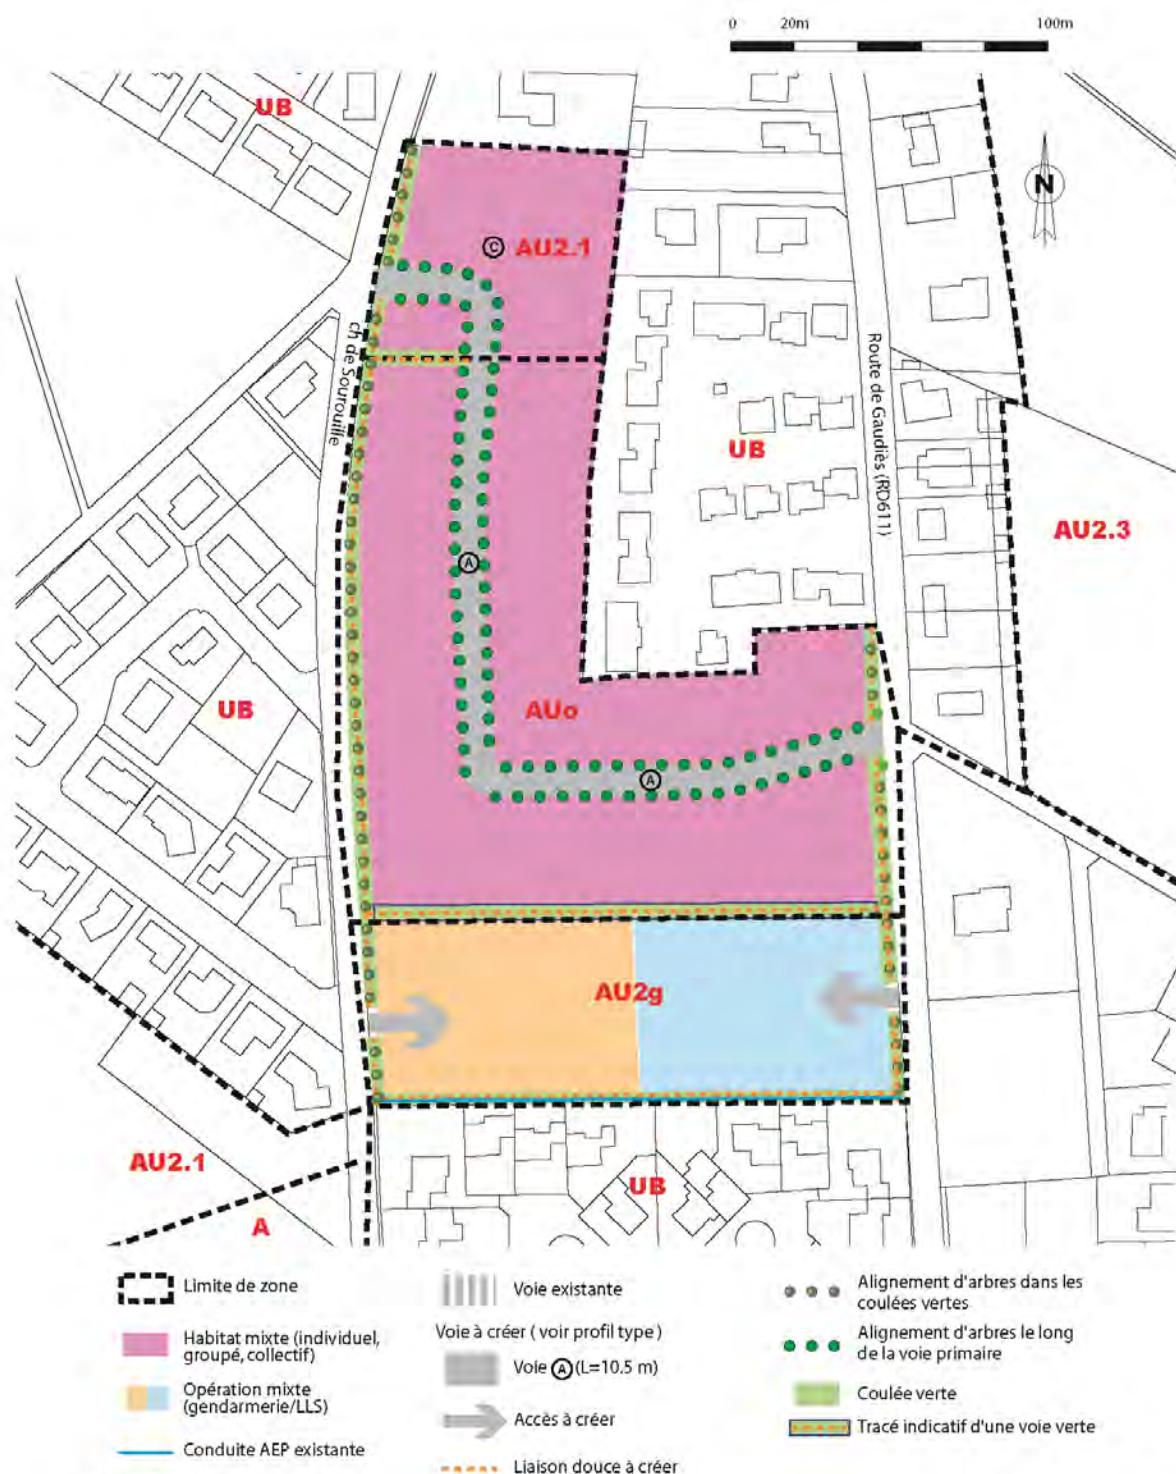 0 20m 100m
UB
N
C AU2.1
ch de Sourouille
Route de Gaudiès (RD6111)
UB
AU2.3
A
UB
AUo
A
AU2g
AU2.1
UB
A
Limite de zone
Habitat mixte (individuel,
groupé, collectif)
Opération mixte
(gendarmerie/LLS)
Conduite AEP existante
Voie existante
Voie à créer ( voir profil type )
Voie A (L=10.5 m)
Accès à créer
Liaison douce à créer
Alignement d'arbres dans les
coulées vertes
Alignement d'arbres le long
de la voie primaire
Coulée verte
Tracé indicatif d'une voie verte